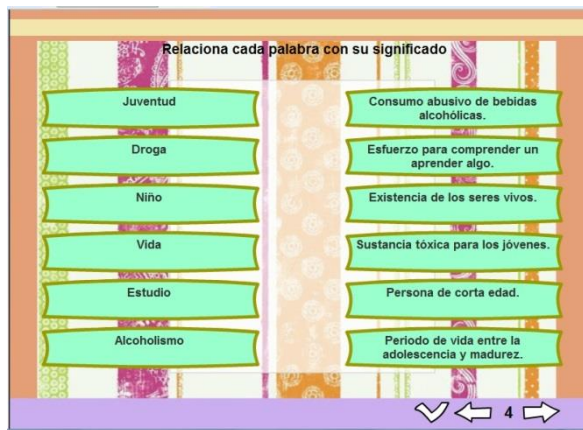 Relaciona cada palabra con su significado
Juventud
Consumo abusivo de bebidas
alcohólicas.
Droga
Esfuerzo para comprender un
aprender algo.
Niño
Existencia de los seres vivos.
Vida
Sustancia tóxica para los jóvenes.
Estudio
Persona de corta edad.
Alcoholismo
Periodo de vida entre la
adolescencia y madurez.
4